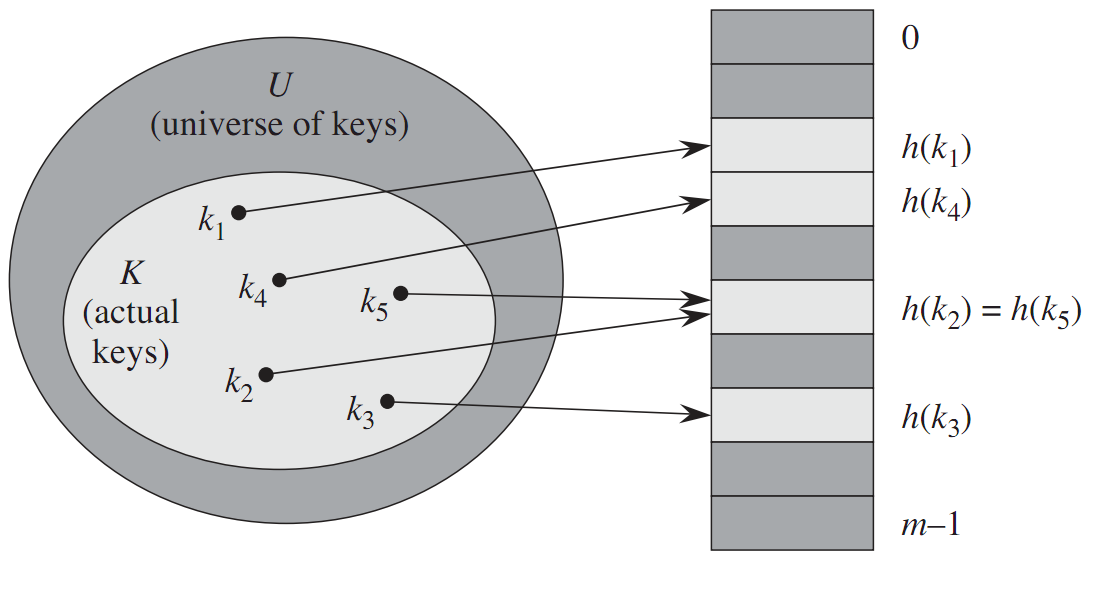 U
(universe of keys)
K
(actual
keys)
k₁
k₄
k₅
k₂
k₃
0
h(k₁)
h(k₄)
h(k₂) = h(k₅)
h(k₃)
m–1